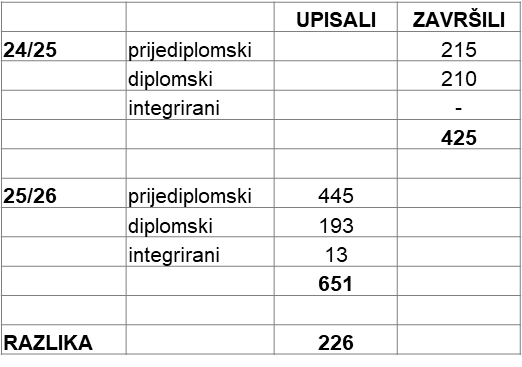 UPISALI ZAVRŠILI
24/25 prijediplomski 215
diplomski 210
integrirani -
425
25/26 prijediplomski 445
diplomski 193
integrirani 13
651
RAZLIKA 226